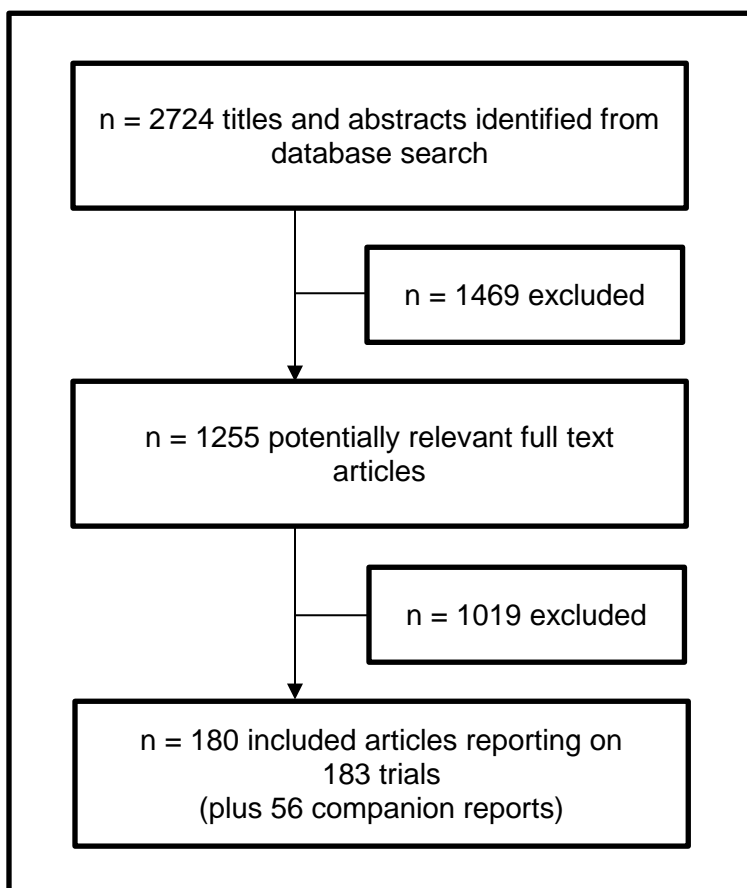 n = 2724 titles and abstracts identified from
database search
n = 1469 excluded
n = 1255 potentially relevant full text
articles
n = 1019 excluded
n = 180 included articles reporting on
183 trials
(plus 56 companion reports)